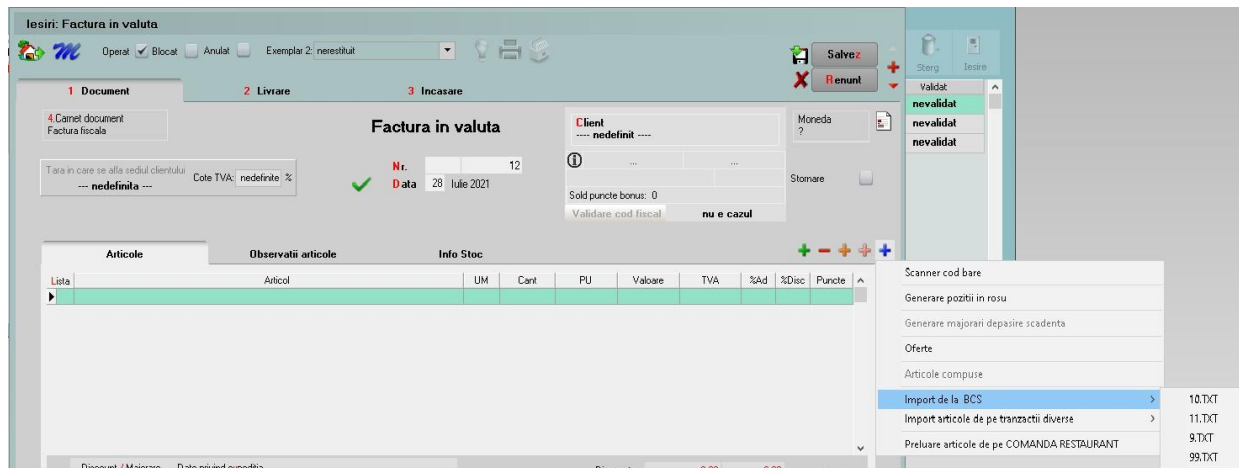 Iesiri: Factura in valuta
Operat Blocat Anulat Exemplar 2: nerestituit
Salvez
Renunt
Sterg Iesire
1 Document 2 Livrare 3 Incasare
Validat
nevalidat
nevalidat
nevalidat
4.Carnet document
Factura fiscala
Factura in valuta
Client
---- nedefinit ----
Moneda
?
Tara in care se afla sediul clientului
--- nedefinita ---
Cote TVA: nedefinite %
Nr. 12
Data 28 Iulie 2021
... ...
Stornare
Sold puncte bonus: 0
Validare cod fiscal nu e cazul
Articole Observatii articole Info Stoc
Lista Articol UM Cant PU Valoare TVA %Ad %Disc Puncte
Scanner cod bare
Generare pozitii in rosu
Generare majorari depasire scadenta
Oferte
Articole compuse
Import de la BCS
Import articole de pe tranzactii diverse
Preluare articole de pe COMANDA RESTAURANT
10.TXT
11.TXT
9.TXT
99.TXT